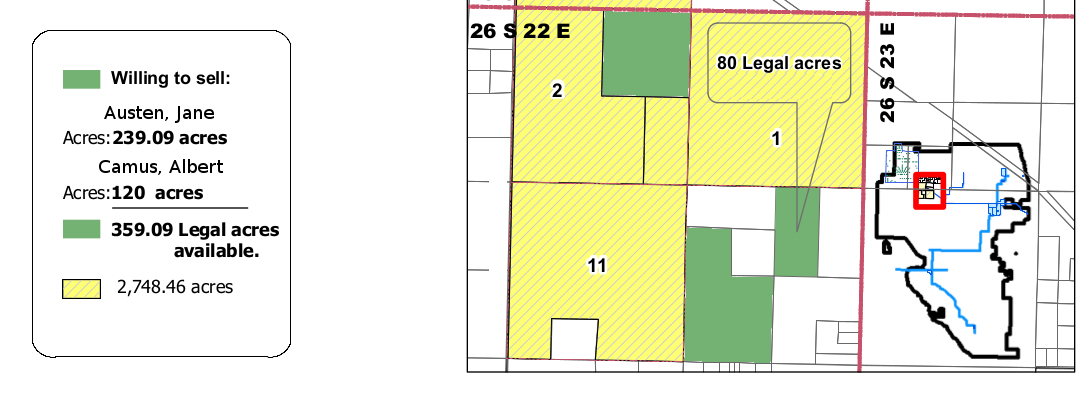 Willing to sell:
Austen, Jane
Acres:239.09 acres
Camus, Albert
Acres:120 acres
359.09 Legal acres
available.
2,748.46 acres
26 S 22 E
26 S 23 E
80 Legal acres
2
1
11